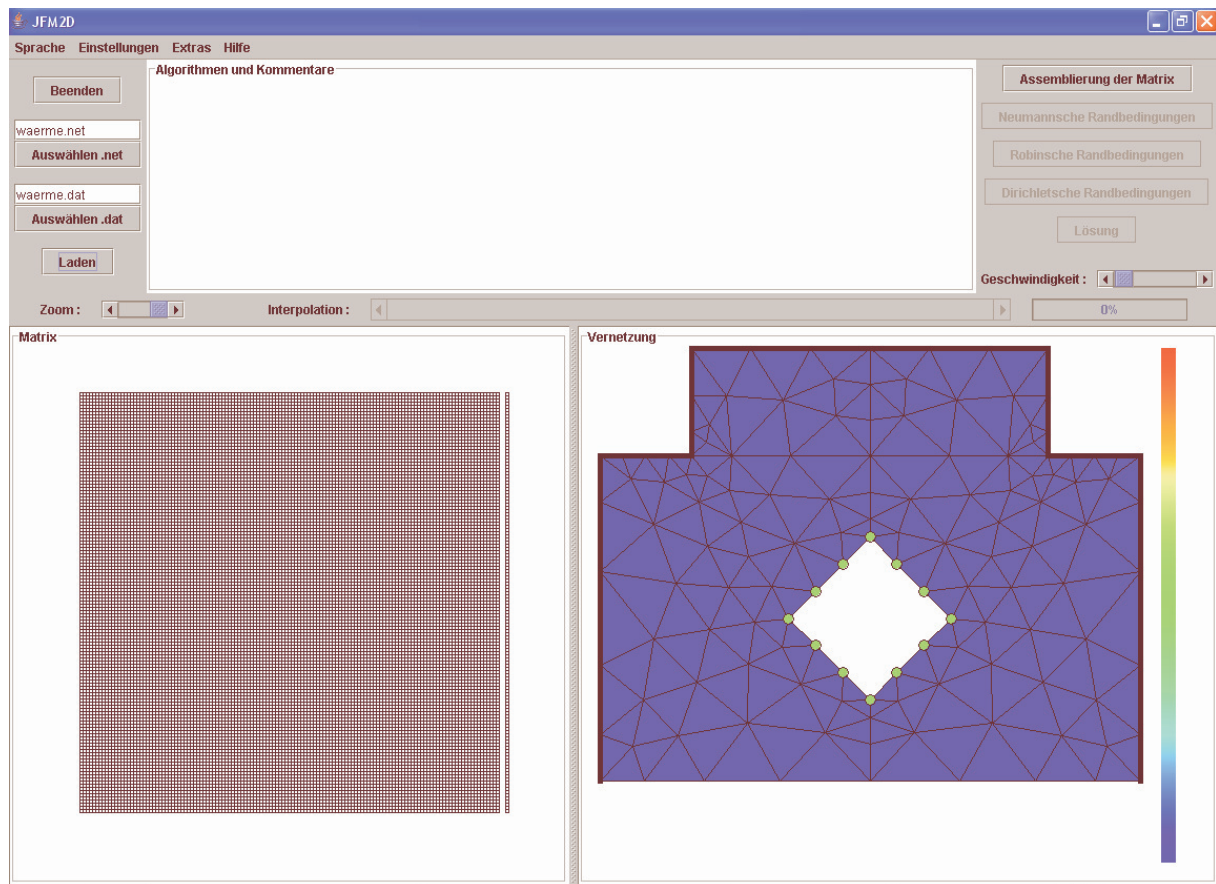 JFM2D
Sprache Einstellungen Extras Hilfe
Beenden
waerme.net
Auswählen .net
waerme.dat
Auswählen .dat
Laden
Algorithmen und Kommentare
Assemblierung der Matrix
Neumannsche Randbedingungen
Robinsche Randbedingungen
Dirichletsche Randbedingungen
Lösung
Geschwindigkeit :
Zoom : Interpolation : 0%
Matrix
Vernetzung